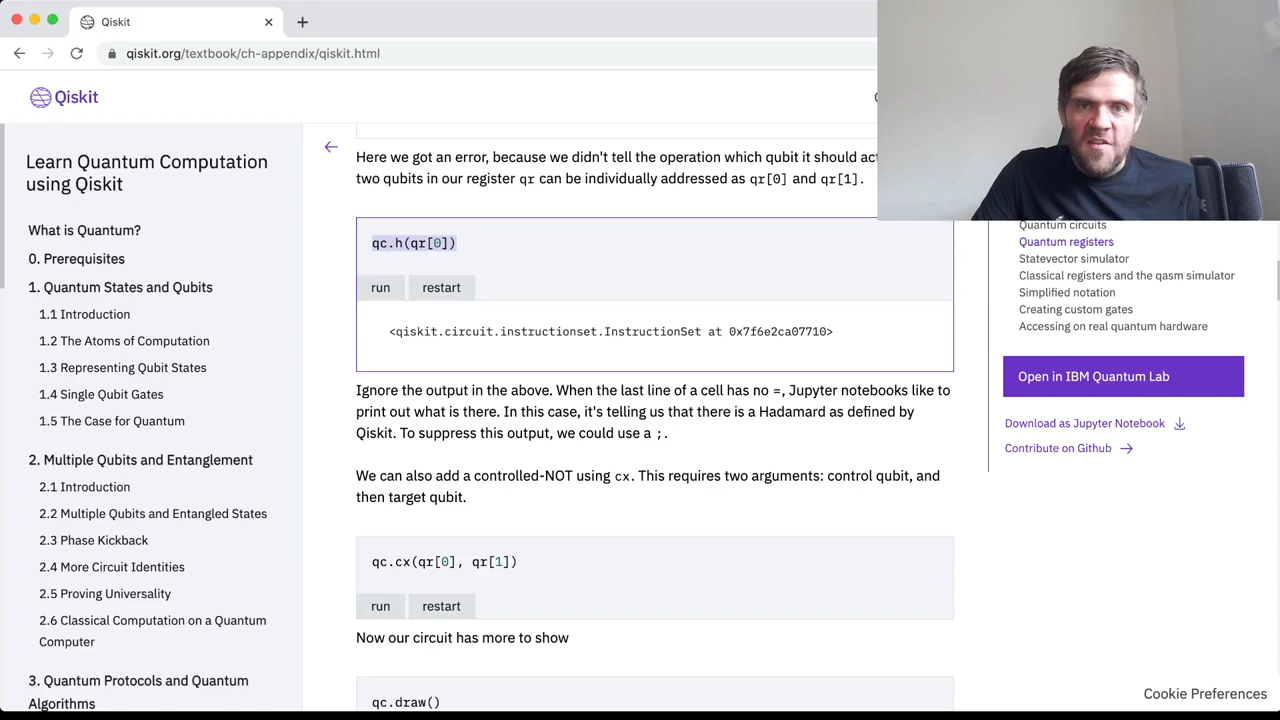 Qiskit
qiskit.org/textbook/ch-appendix/qiskit.html
Qiskit
Learn Quantum Computation
using Qiskit
What is Quantum?
0. Prerequisites
1. Quantum States and Qubits
1.1 Introduction
1.2 The Atoms of Computation
1.3 Representing Qubit States
1.4 Single Qubit Gates
1.5 The Case for Quantum
2. Multiple Qubits and Entanglement
2.1 Introduction
2.2 Multiple Qubits and Entangled States
2.3 Phase Kickback
2.4 More Circuit Identities
2.5 Proving Universality
2.6 Classical Computation on a Quantum
Computer
3. Quantum Protocols and Quantum
Algorithms
Here we got an error, because we didn't tell the operation which qubit it should
two qubits in our register qr can be individually addressed as qr[0] and qr[1].
qc.h(qr[0])
run restart
<qiskit.circuit.instructionset.InstructionSet at 0x7f6e2ca07710>
Ignore the output in the above. When the last line of a cell has no =, Jupyter notebooks like to
print out what is there. In this case, it's telling us that there is a Hadamard as defined by
Qiskit. To suppress this output, we could use a ;.
We can also add a controlled-NOT using cx. This requires two arguments: control qubit, and
then target qubit.
qc.cx(qr[0], qr[1])
run restart
Now our circuit has more to show
qc.draw()
Quantum circuits
Quantum registers
Statevector simulator
Classical registers and the qasm simulator
Simplified notation
Creating custom gates
Accessing on real quantum hardware
Open in IBM Quantum Lab
Download as Jupyter Notebook
Contribute on Github
Cookie Preferences